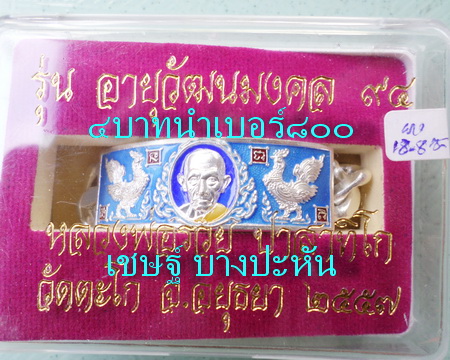 รุ่น อายุวัฒนมงคล ๙๔
๔บาทนำเบอร์๘๐๐
หลวงพ่อรวย ปาสาทิโก
เชษฐ์ บางปะหัน
วัดตะโก อ.อยุธยา ๒๕๕๗